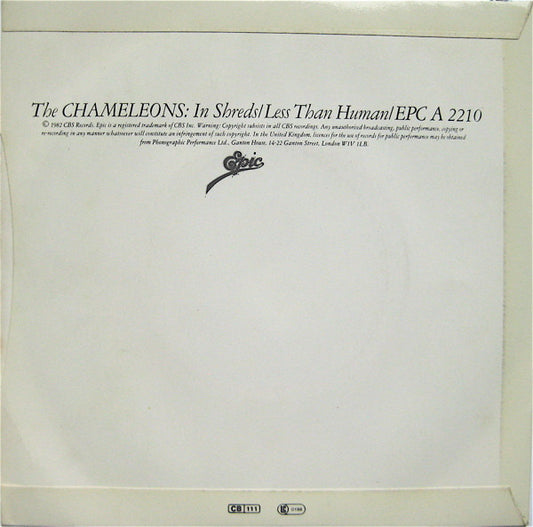 The CHAMELEONS: In Shreds/Less Than Human/EPC A 2210
© 1982 CBS Records. Epic is a registered trademark of CBS Inc. Warning: Copyright subsists in all CBS recordings. Any unauthorised broadcasting, public performance, copying or
re-recording in any manner whatsoever will constitute an infringement of such copyright. In the United Kingdom, licences for the use of records for public performance may be obtained
from Phonographic Performance Ltd., Ganton House, 14-22 Ganton Street, London W1V 1LB.
Epic
CB 111